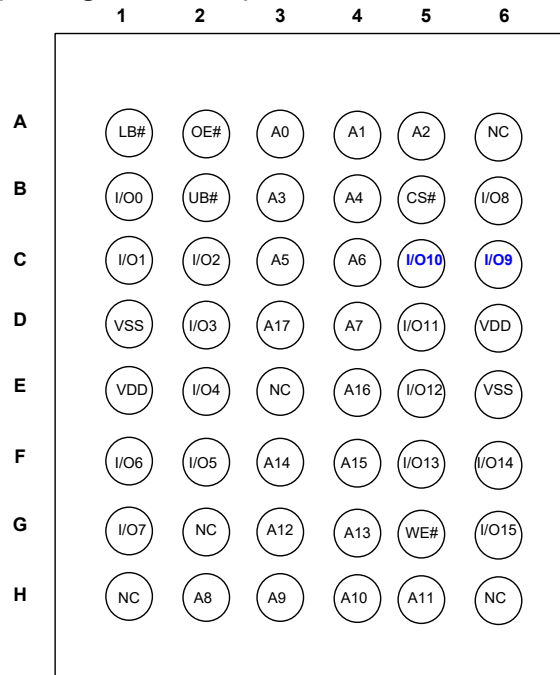 1 2 3 4 5 6
A LB# OE# A0 A1 A2 NC
B I/O0 UB# A3 A4 CS# I/O8
C I/O1 I/O2 A5 A6 I/O10 I/O9
D VSS I/O3 A17 A7 I/O11 VDD
E VDD I/O4 NC A16 I/O12 VSS
F I/O6 I/O5 A14 A15 I/O13 I/O14
G I/O7 NC A12 A13 WE# I/O15
H NC A8 A9 A10 A11 NC